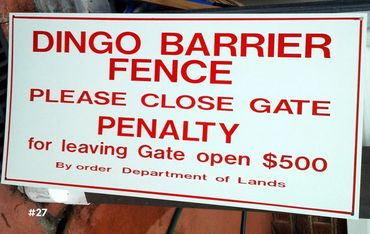 DINGO BARRIER
FENCE
PLEASE CLOSE GATE
PENALTY
for leaving Gate open $500
By order Department of Lands
#27